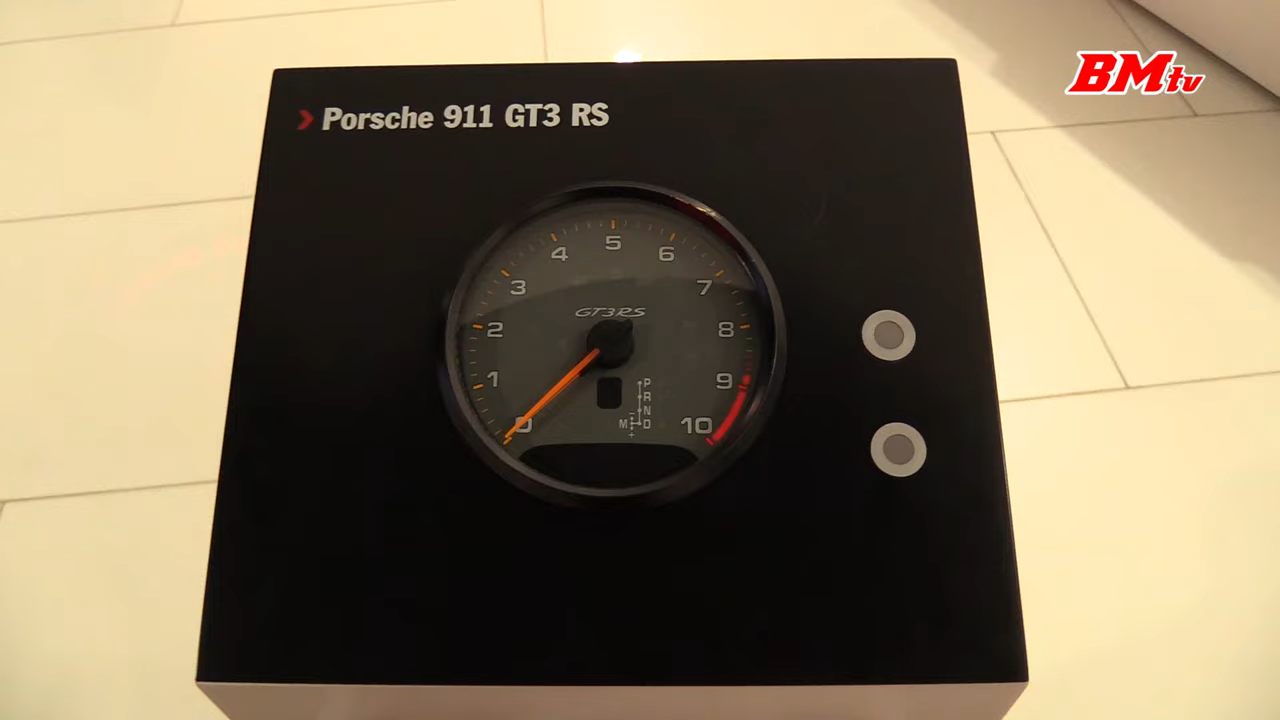 BMtv
Porsche 911 GT3 RS
5
4 6
3 7
GT3RS
2 8
1 9
P
R
N
M D
- 
+
0 10